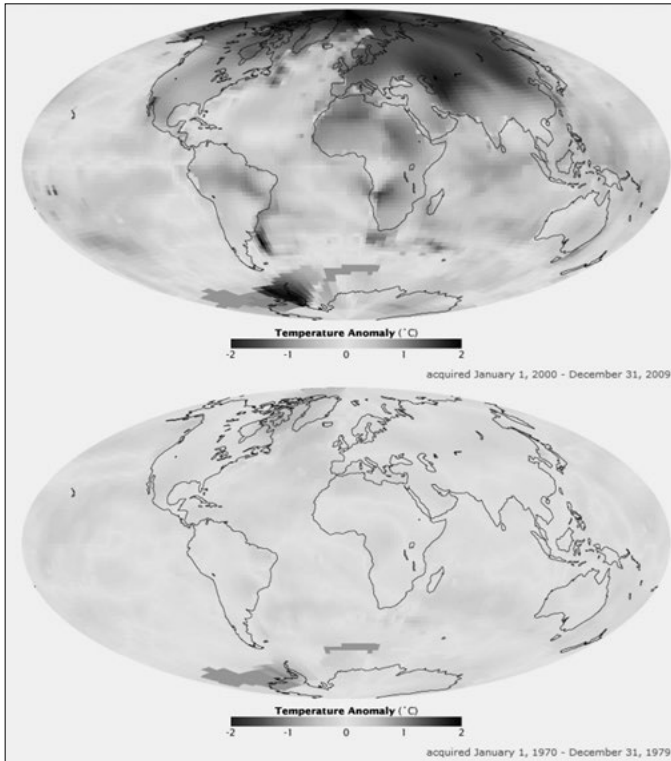 Temperature Anomaly (˚C)
-2 -1 0 1 2
acquired January 1, 2000 - December 31, 2009
Temperature Anomaly (˚C)
-2 -1 0 1 2
acquired January 1, 1970 - December 31, 1979